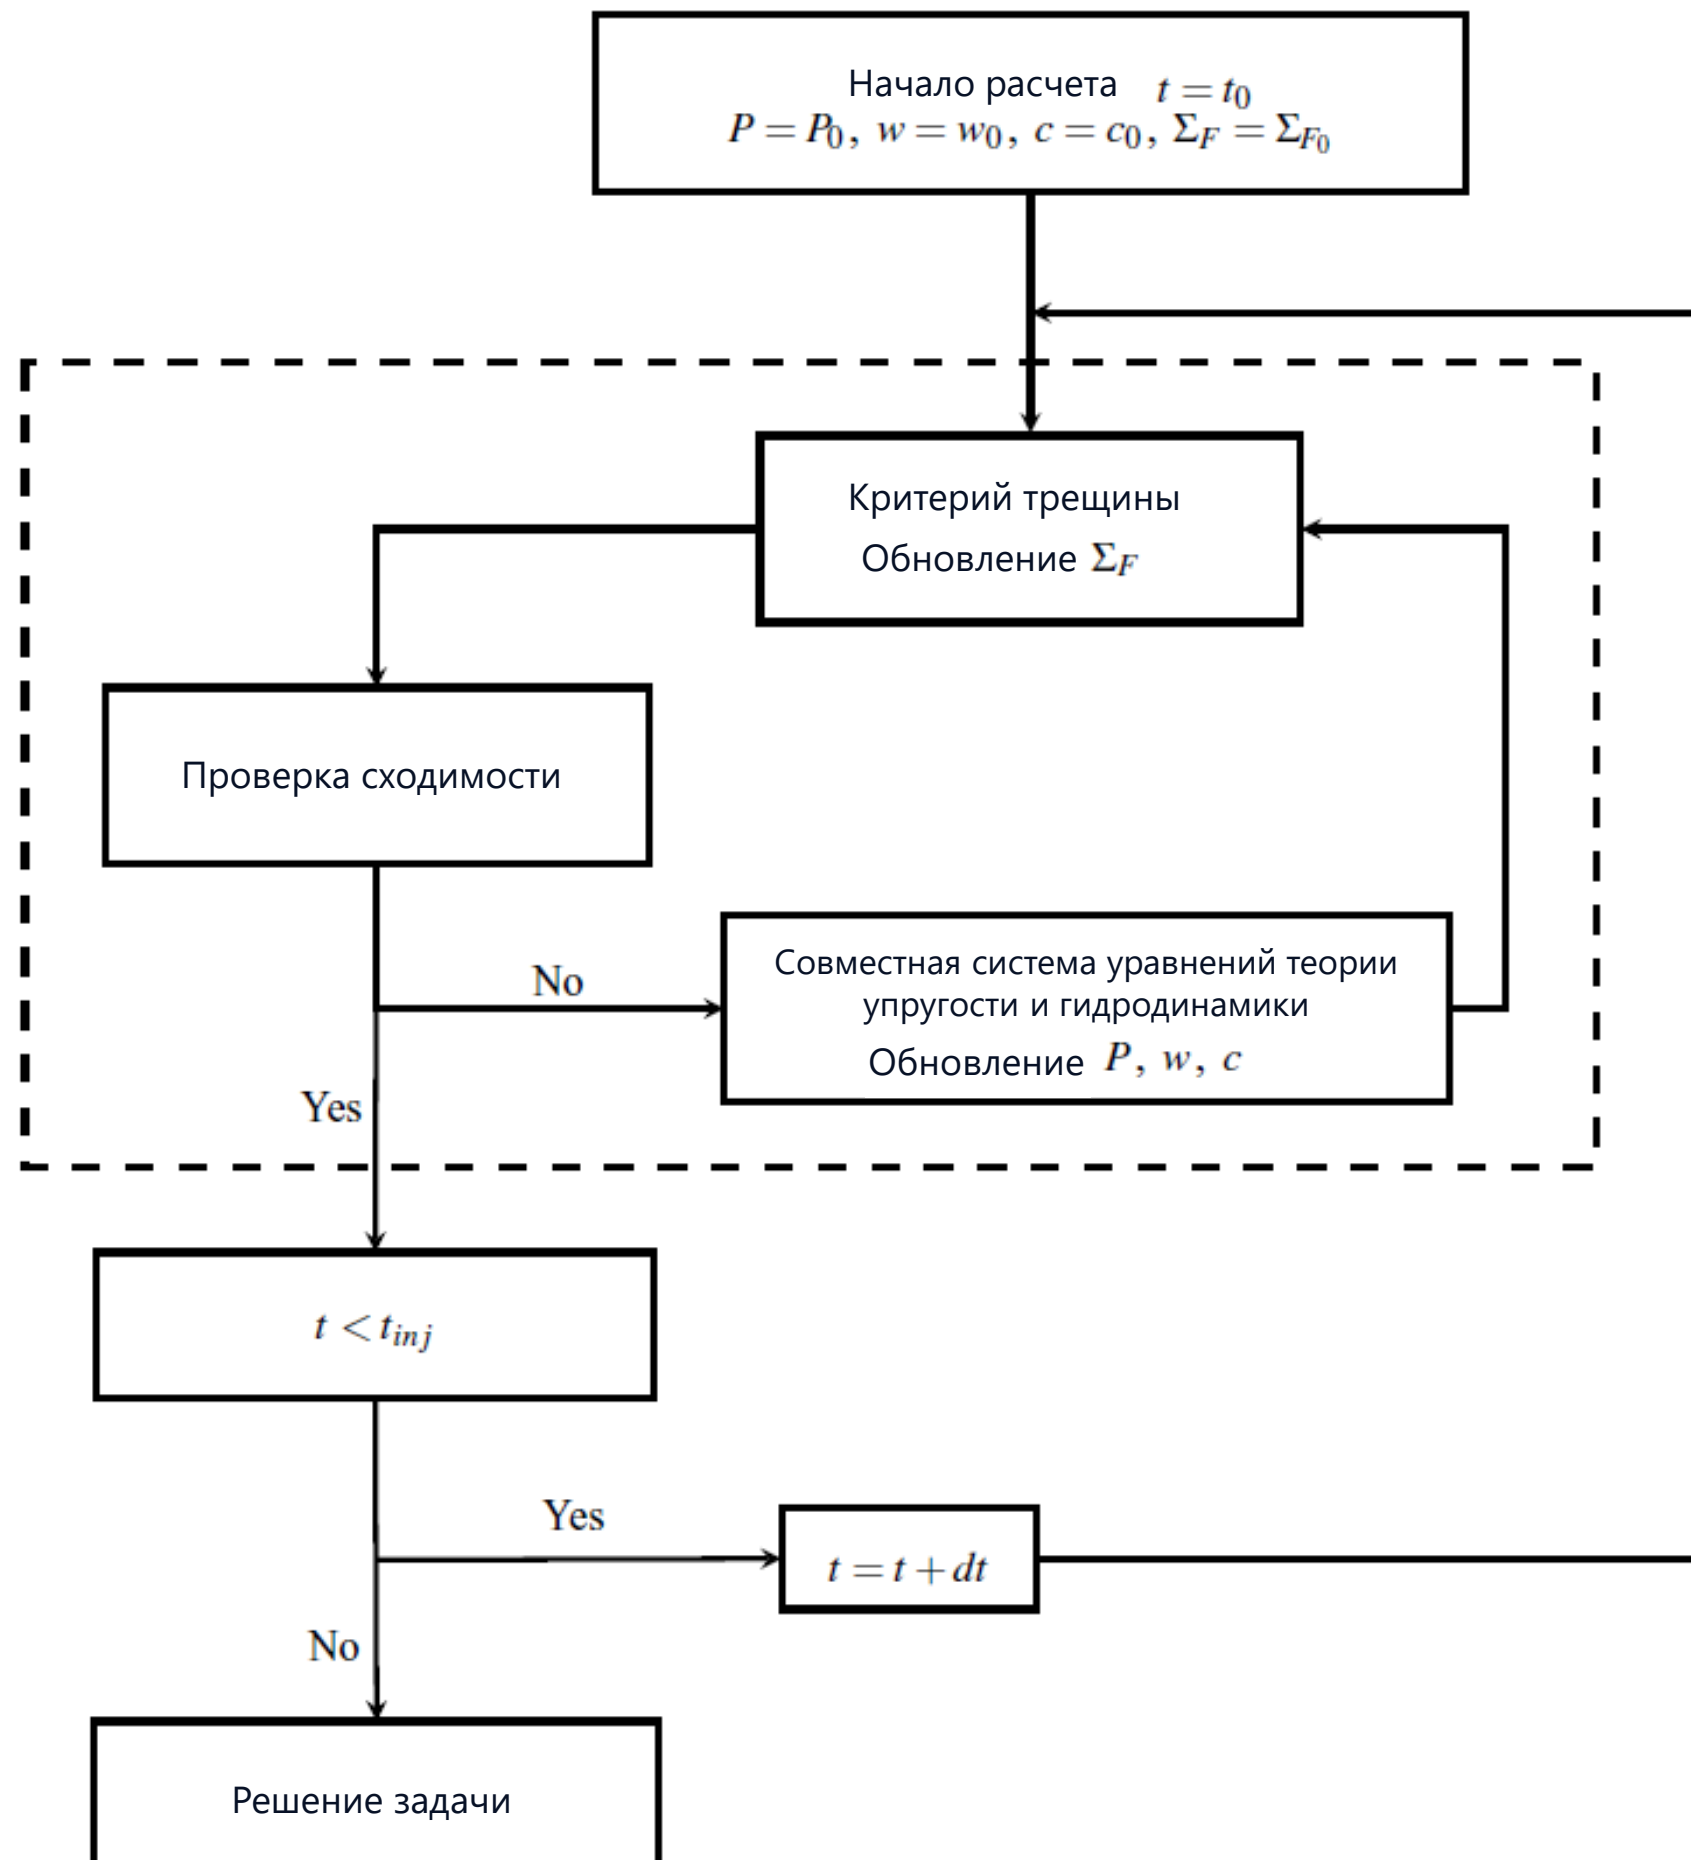 Начало расчета t = t₀
P = P₀, w = w₀, c = c₀, Σ_F = Σ_F₀
Критерий трещины
Обновление Σ_F
Проверка сходимости
No
Совместная система уравнений теории
упругости и гидродинамики
Обновление P, w, c
Yes
t < t_inj
Yes
t = t + dt
No
Решение задачи